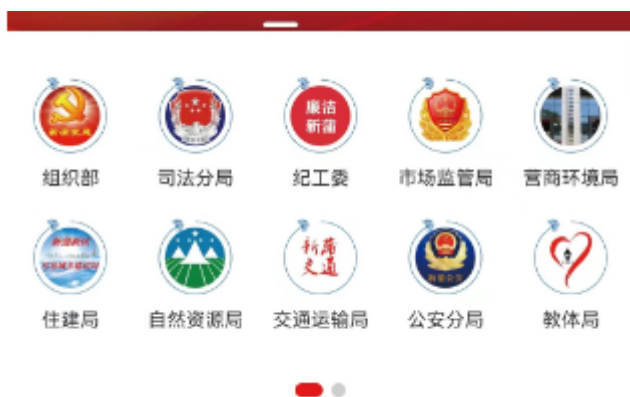 廉洁
新蒲
组织部
司法分局
纪工委
市场监管局
营商环境局
新蒲
交通
住建局
自然资源局
交通运输局
公安分局
教体局